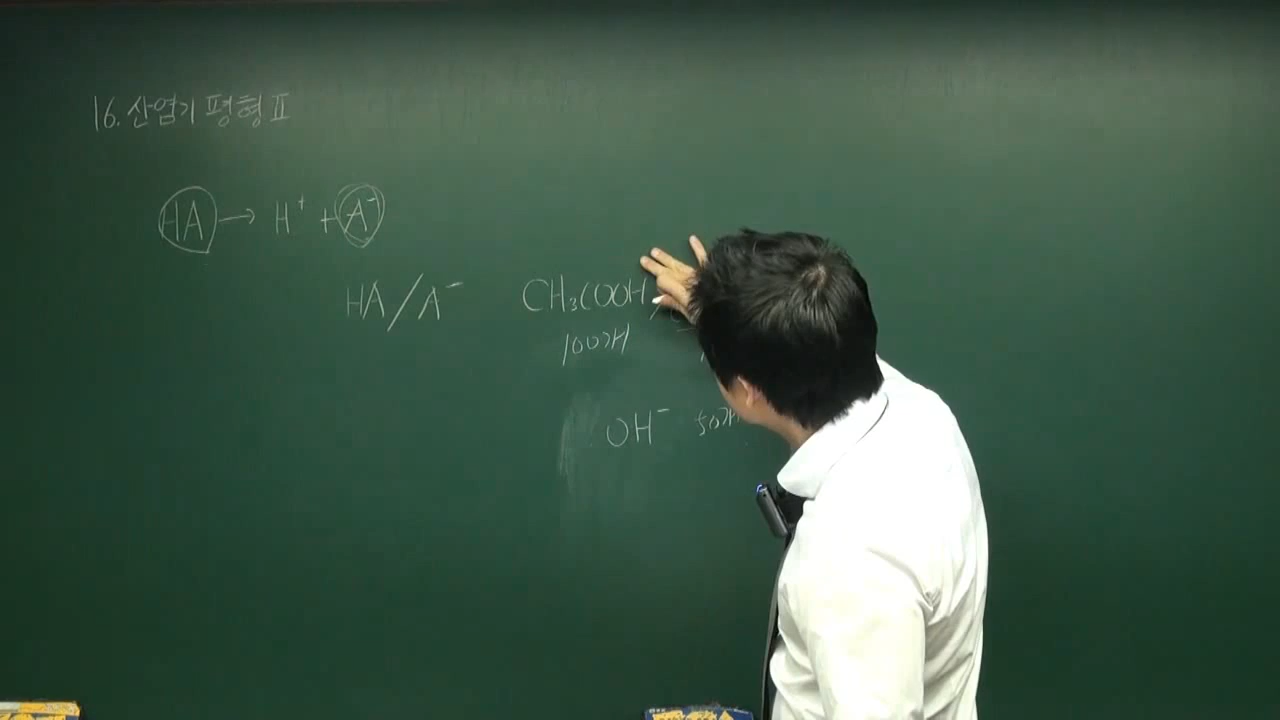 16. 산염기 평형 II
HA → H⁺ + A⁻
HA / A⁻ CH₃COOH /
100개
OH⁻ 50개